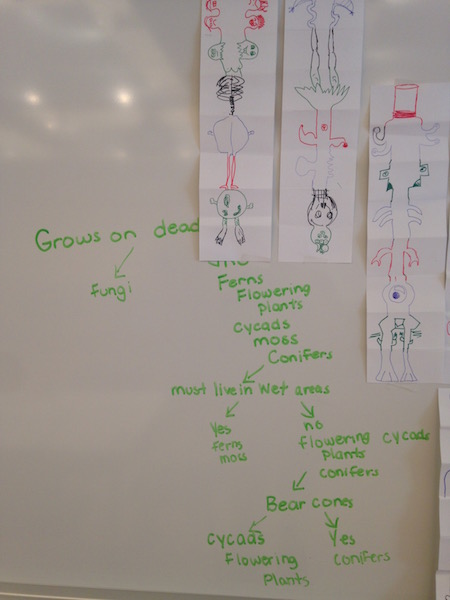 Grows on dead
fungi
Ferns
Flowering
plants
cycads
moss
Conifers
must live in wet areas
Yes
ferns
moss
no
flowering cycads
plants
conifers
Bear cones
cycads
Flowering
Plants
Yes
conifers